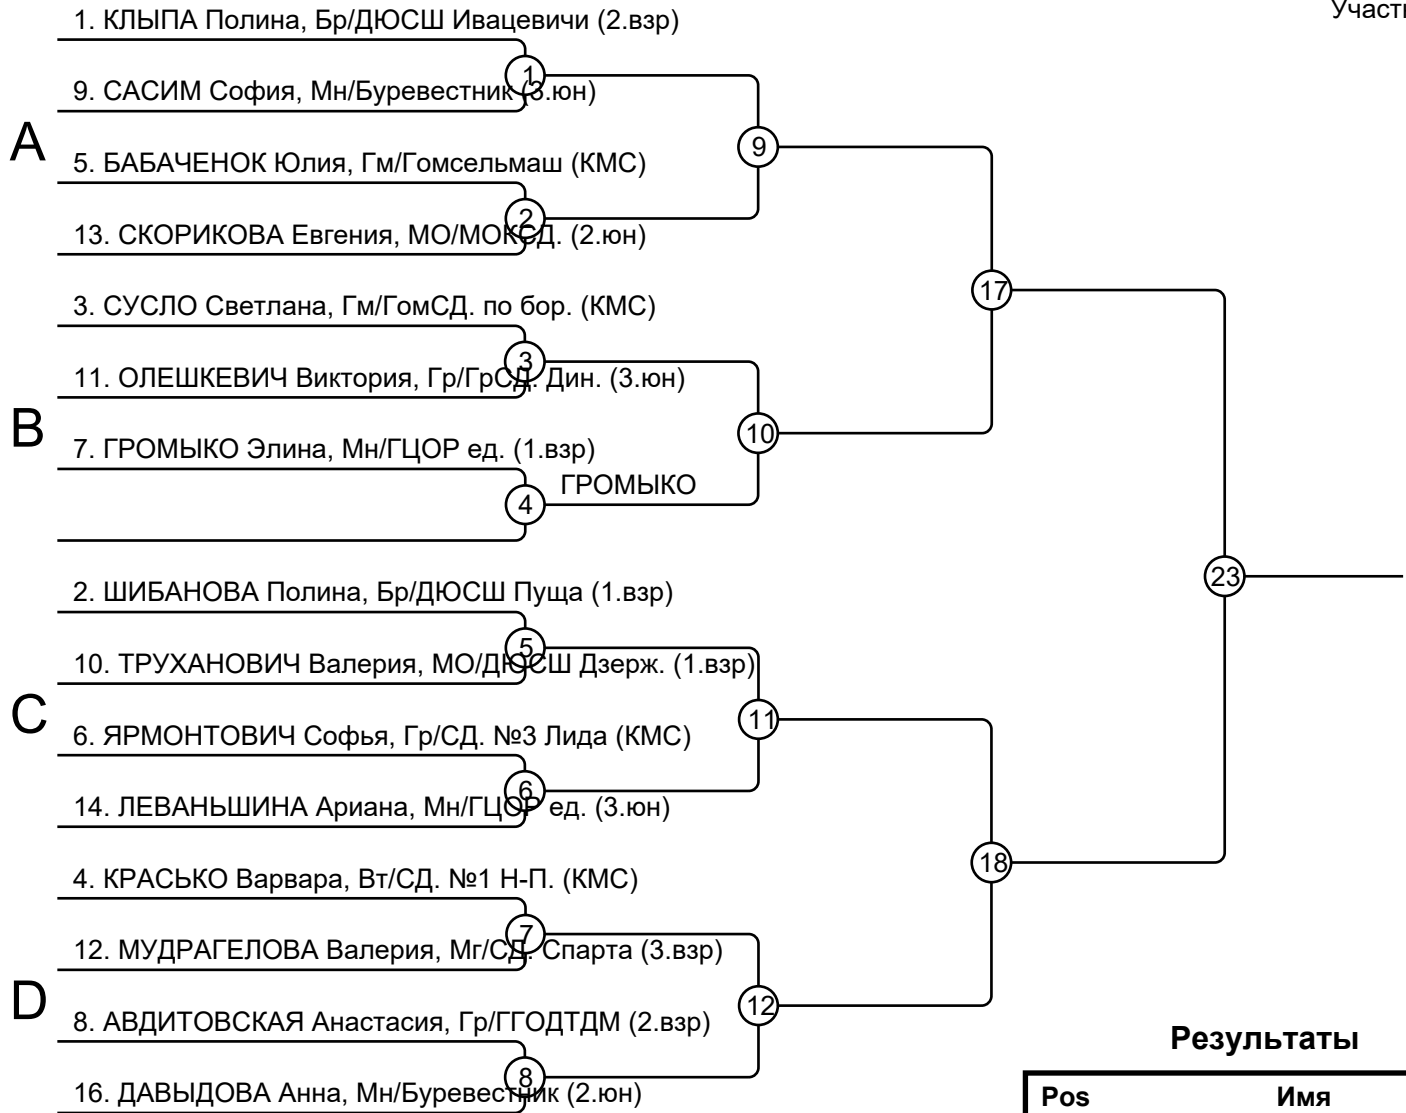 Участ
1. КЛЫПА Полина, Бр/ДЮСШ Ивацевичи (2.взр)
1
9. САСИМ София, Мн/Буревестник (3.юн)
A
9
5. БАБАЧЕНОК Юлия, Гм/Гомсельмаш (КМС)
2
13. СКОРИКОВА Евгения, МО/МОКСД. (2.юн)
17
3. СУСЛО Светлана, Гм/ГомСД. по бор. (КМС)
3
11. ОЛЕШКЕВИЧ Виктория, Гр/ГрСД. Дин. (3.юн)
B
10
7. ГРОМЫКО Элина, Мн/ГЦОР ед. (1.взр)
ГРОМЫКО
4
23
2. ШИБАНОВА Полина, Бр/ДЮСШ Пуща (1.взр)
5
10. ТРУХАНОВИЧ Валерия, МО/ДЮСШ Дзерж. (1.взр)
C
11
6. ЯРМОНТОВИЧ Софья, Гр/СД. №3 Лида (КМС)
6
14. ЛЕВАНЬШИНА Ариана, Мн/ГЦОР ед. (3.юн)
18
4. КРАСЬКО Варвара, Вт/СД. №1 Н-П. (КМС)
7
12. МУДРАГЕЛОВА Валерия, Мг/СД. Спарта (3.взр)
D
12
8. АВДИТОВСКАЯ Анастасия, Гр/ГГОДТДМ (2.взр)
8
16. ДАВЫДОВА Анна, Мн/Буревестник (2.юн)
Результаты
Pos Имя